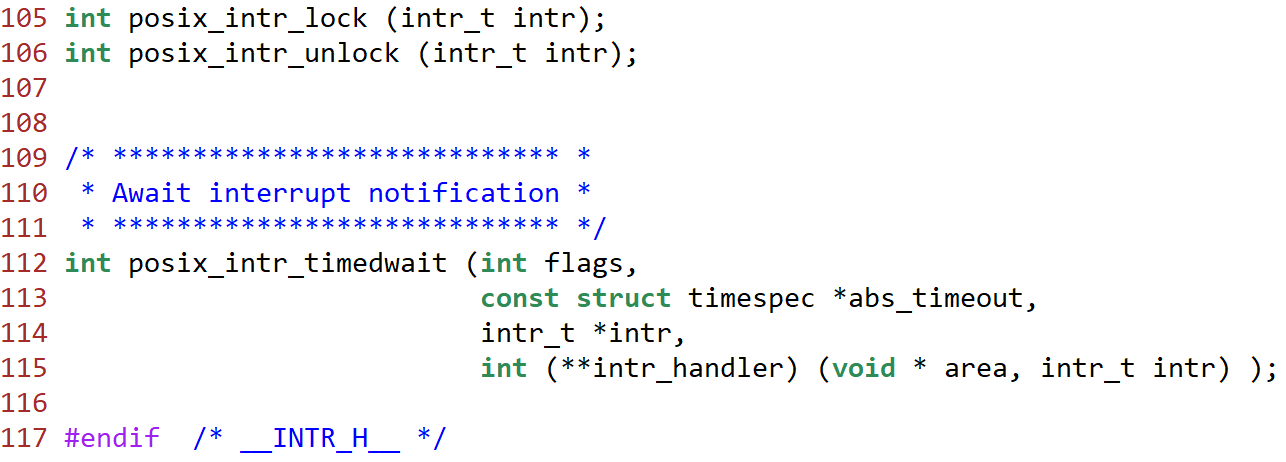 105 int posix_intr_lock (intr_t intr);
106 int posix_intr_unlock (intr_t intr);
107
108
109 /* **************************** *
110  * Await interrupt notification *
111  * **************************** */
112 int posix_intr_timedwait (int flags,
113                           const struct timespec *abs_timeout,
114                           intr_t *intr,
115                           int (**intr_handler) (void * area, intr_t intr) );
116
117 #endif  /* __INTR_H__ */